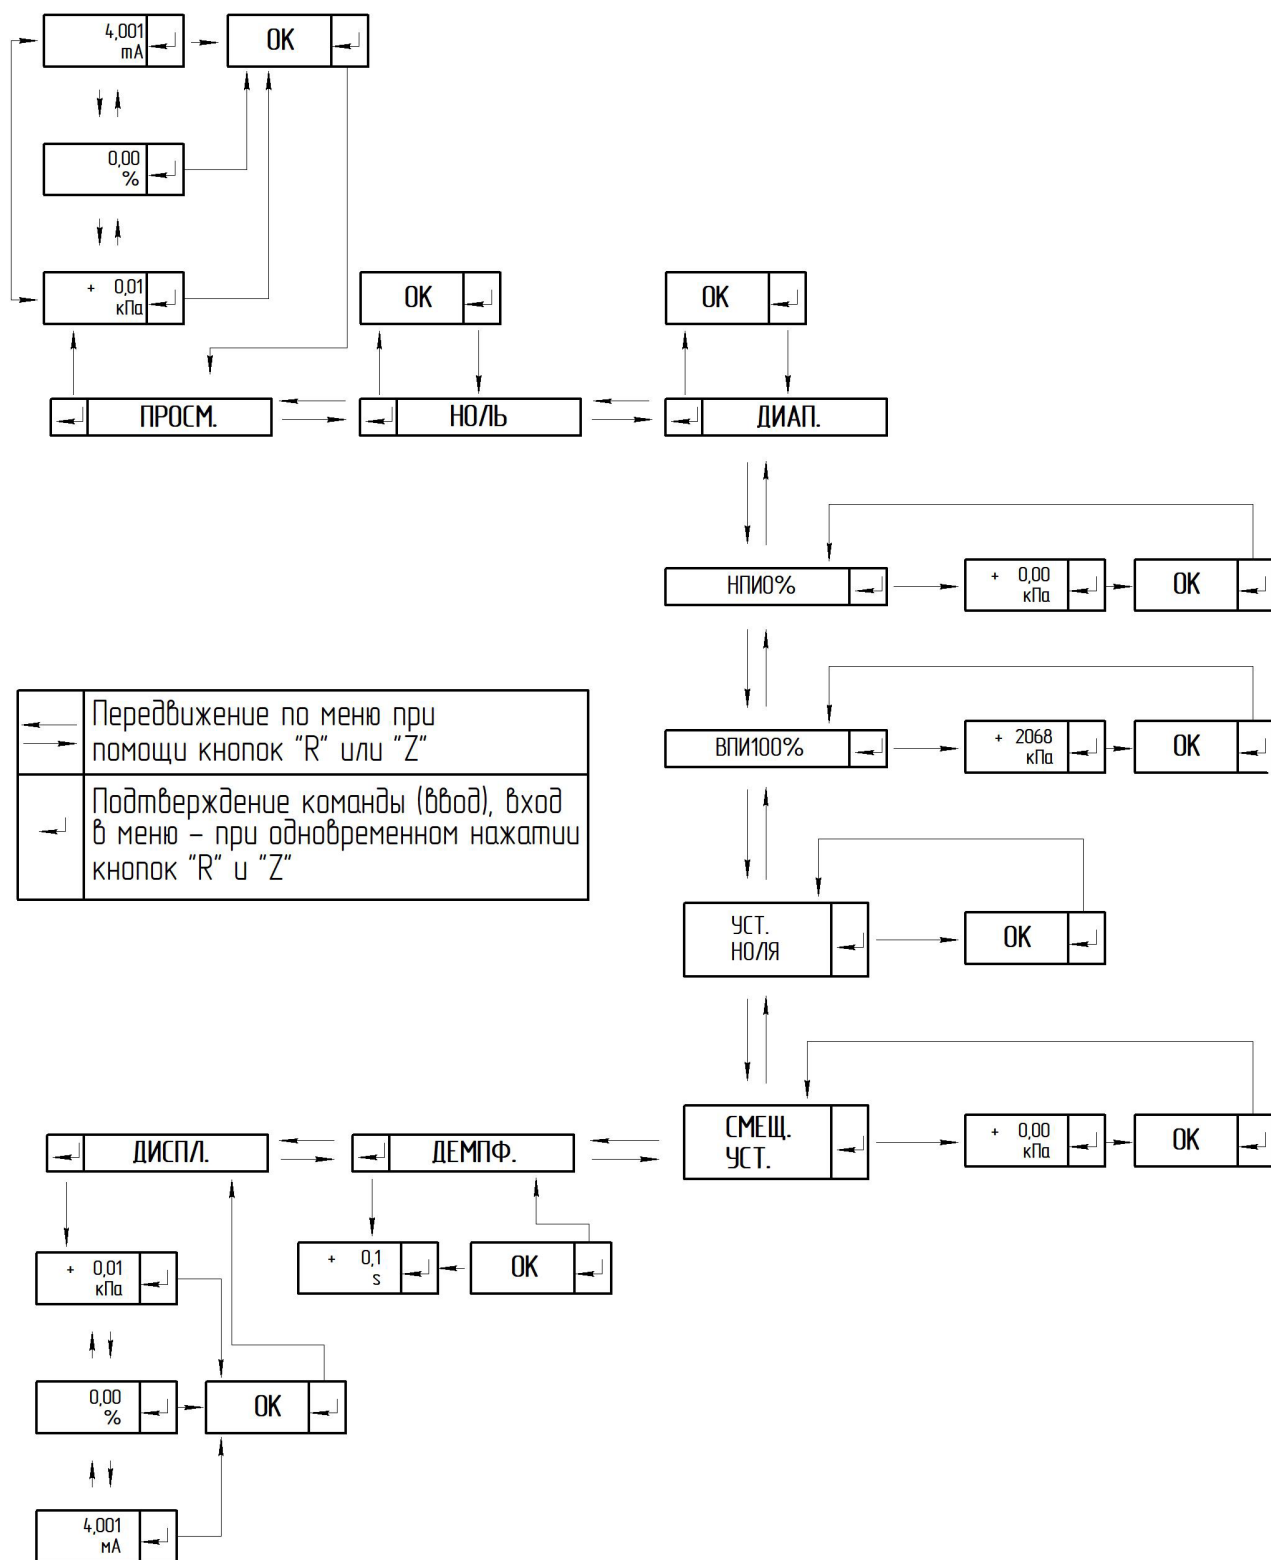 4,001
mA
OK
0,00
%
+ 0,01
кПа
OK
OK
ПРОСМ.
НОЛЬ
ДИАП.
НПИ0%
+ 0,00
кПа
OK
Передвижение по меню при
помощи кнопок "R" или "Z"
Подтверждение команды (ввод), вход
в меню – при одновременном нажатии
кнопок "R" и "Z"
ВПИ100%
+ 2068
кПа
OK
УСТ.
НОЛЯ
OK
СМЕЩ.
УСТ.
+ 0,00
кПа
OK
ДИСПЛ.
ДЕМПФ.
+ 0,01
кПа
+ 0,1
s
OK
0,00
%
OK
4,001
мА